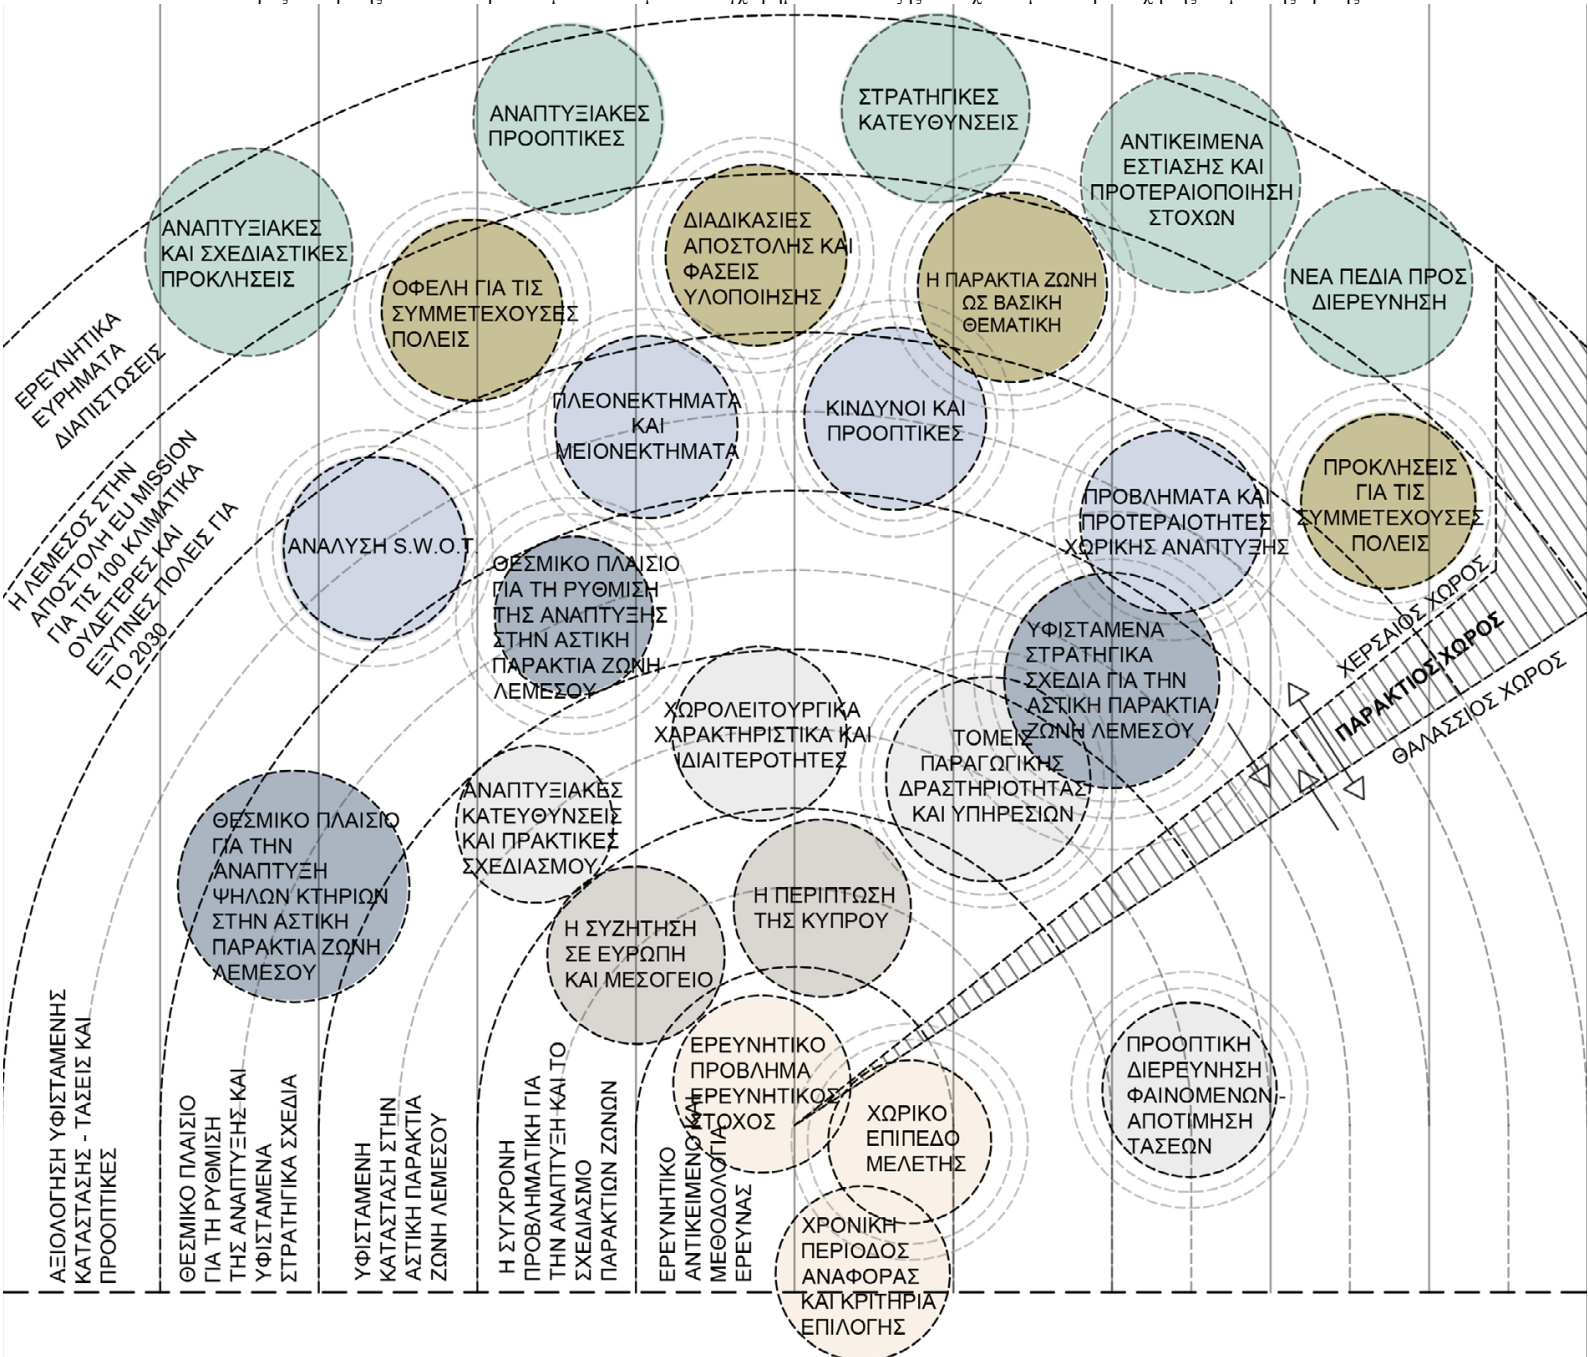 ΑΝΑΠΤΥΞΙΑΚΕΣ
ΠΡΟΟΠΤΙΚΕΣ
ΣΤΡΑΤΗΓΙΚΕΣ
ΚΑΤΕΥΘΥΝΣΕΙΣ
ΑΝΤΙΚΕΙΜΕΝΑ
ΕΣΤΙΑΣΗΣ ΚΑΙ
ΠΡΟΤΕΡΑΙΟΠΟΙΗΣΗ
ΣΤΟΧΩΝ
ΑΝΑΠΤΥΞΙΑΚΕΣ
ΚΑΙ ΣΧΕΔΙΑΣΤΙΚΕΣ
ΠΡΟΚΛΗΣΕΙΣ
ΝΕΑ ΠΕΔΙΑ ΠΡΟΣ
ΔΙΕΡΕΥΝΗΣΗ
ΟΦΕΛΗ ΓΙΑ ΤΙΣ
ΣΥΜΜΕΤΕΧΟΥΣΕΣ
ΠΟΛΕΙΣ
ΔΙΑΔΙΚΑΣΙΕΣ
ΑΠΟΣΤΟΛΗΣ ΚΑΙ
ΦΑΣΕΙΣ
ΥΛΟΠΟΙΗΣΗΣ
Η ΠΑΡΑΚΤΙΑ ΖΩΝΗ
ΩΣ ΒΑΣΙΚΗ
ΘΕΜΑΤΙΚΗ
ΕΡΕΥΝΗΤΙΚΑ
ΕΥΡΗΜΑΤΑ
ΔΙΑΠΙΣΤΩΣΕΙΣ
ΠΛΕΟΝΕΚΤΗΜΑΤΑ
ΚΑΙ
ΜΕΙΟΝΕΚΤΗΜΑΤΑ
ΚΙΝΔΥΝΟΙ ΚΑΙ
ΠΡΟΟΠΤΙΚΕΣ
ΠΡΟΚΛΗΣΕΙΣ
ΓΙΑ ΤΙΣ
ΣΥΜΜΕΤΕΧΟΥΣΕΣ
ΠΟΛΕΙΣ
ΠΡΟΒΛΗΜΑΤΑ ΚΑΙ
ΠΡΟΤΕΡΑΙΟΤΗΤΕΣ
ΧΩΡΙΚΗΣ ΑΝΑΠΤΥΞΗΣ
ΑΝΑΛΥΣΗ S.W.O.T.
Η ΛΕΜΕΣΟΣ ΣΤΗΝ
ΑΠΟΣΤΟΛΗ EU MISSION
ΓΙΑ ΤΙΣ 100 ΚΛΙΜΑΤΙΚΑ
ΟΥΔΕΤΕΡΕΣ ΚΑΙ
ΕΞΥΠΝΕΣ ΠΟΛΕΙΣ ΓΙΑ
ΤΟ 2030
ΘΕΣΜΙΚΟ ΠΛΑΙΣΙΟ
ΓΙΑ ΤΗ ΡΥΘΜΙΣΗ
ΤΗΣ ΑΝΑΠΤΥΞΗΣ
ΣΤΗΝ ΑΣΤΙΚΗ
ΠΑΡΑΚΤΙΑ ΖΩΝΗ
ΛΕΜΕΣΟΥ
ΥΦΙΣΤΑΜΕΝΑ
ΣΤΡΑΤΗΓΙΚΑ
ΣΧΕΔΙΑ ΓΙΑ ΤΗΝ
ΑΣΤΙΚΗ ΠΑΡΑΚΤΙΑ
ΖΩΝΗ ΛΕΜΕΣΟΥ
ΧΕΡΣΑΙΟΣ ΧΩΡΟΣ
ΠΑΡΑΚΤΙΟΣ ΧΩΡΟΣ
ΘΑΛΑΣΣΙΟΣ ΧΩΡΟΣ
ΧΩΡΟΛΕΙΤΟΥΡΓΙΚΑ
ΧΑΡΑΚΤΗΡΙΣΤΙΚΑ ΚΑΙ
ΙΔΙΑΙΤΕΡΟΤΗΤΕΣ
ΤΟΜΕΙΣ
ΠΑΡΑΓΩΓΙΚΗΣ
ΔΡΑΣΤΗΡΙΟΤΗΤΑΣ
ΚΑΙ ΥΠΗΡΕΣΙΩΝ
ΑΝΑΠΤΥΞΙΑΚΕΣ
ΚΑΤΕΥΘΥΝΣΕΙΣ
ΚΑΙ ΠΡΑΚΤΙΚΕΣ
ΣΧΕΔΙΑΣΜΟΥ
ΘΕΣΜΙΚΟ ΠΛΑΙΣΙΟ
ΓΙΑ ΤΗΝ
ΑΝΑΠΤΥΞΗ
ΨΗΛΩΝ ΚΤΗΡΙΩΝ
ΣΤΗΝ ΑΣΤΙΚΗ
ΠΑΡΑΚΤΙΑ ΖΩΝΗ
ΛΕΜΕΣΟΥ
Η ΣΥΖΗΤΗΣΗ
ΣΕ ΕΥΡΩΠΗ
ΚΑΙ ΜΕΣΟΓΕΙΟ
Η ΠΕΡΙΠΤΩΣΗ
ΤΗΣ ΚΥΠΡΟΥ
ΕΡΕΥΝΗΤΙΚΟ
ΠΡΟΒΛΗΜΑ
ΕΡΕΥΝΗΤΙΚΟΣ
ΣΤΟΧΟΣ
ΧΩΡΙΚΟ
ΕΠΙΠΕΔΟ
ΜΕΛΕΤΗΣ
ΠΡΟΟΠΤΙΚΗ
ΔΙΕΡΕΥΝΗΣΗ
ΦΑΙΝΟΜΕΝΩΝ -
ΑΠΟΤΙΜΗΣΗ
ΤΑΣΕΩΝ
ΧΡΟΝΙΚΗ
ΠΕΡΙΟΔΟΣ
ΑΝΑΦΟΡΑΣ
ΚΑΙ ΚΡΙΤΗΡΙΑ
ΕΠΙΛΟΓΗΣ
ΑΞΙΟΛΟΓΗΣΗ ΥΦΙΣΤΑΜΕΝΗΣ
ΚΑΤΑΣΤΑΣΗΣ - ΤΑΣΕΙΣ ΚΑΙ
ΠΡΟΟΠΤΙΚΕΣ
ΘΕΣΜΙΚΟ ΠΛΑΙΣΙΟ
ΓΙΑ ΤΗ ΡΥΘΜΙΣΗ
ΤΗΣ ΑΝΑΠΤΥΞΗΣ ΚΑΙ
ΥΦΙΣΤΑΜΕΝΑ
ΣΤΡΑΤΗΓΙΚΑ ΣΧΕΔΙΑ
ΥΦΙΣΤΑΜΕΝΗ
ΚΑΤΑΣΤΑΣΗ ΣΤΗΝ
ΑΣΤΙΚΗ ΠΑΡΑΚΤΙΑ
ΖΩΝΗ ΛΕΜΕΣΟΥ
Η ΣΥΓΧΡΟΝΗ
ΠΡΟΒΛΗΜΑΤΙΚΗ ΓΙΑ
ΤΗΝ ΑΝΑΠΤΥΞΗ ΚΑΙ ΤΟ
ΣΧΕΔΙΑΣΜΟ
ΠΑΡΑΚΤΙΩΝ ΖΩΝΩΝ
ΕΡΕΥΝΗΤΙΚΟ
ΑΝΤΙΚΕΙΜΕΝΟ ΚΑΙ
ΜΕΘΟΔΟΛΟΓΙΑ
ΕΡΕΥΝΑΣ